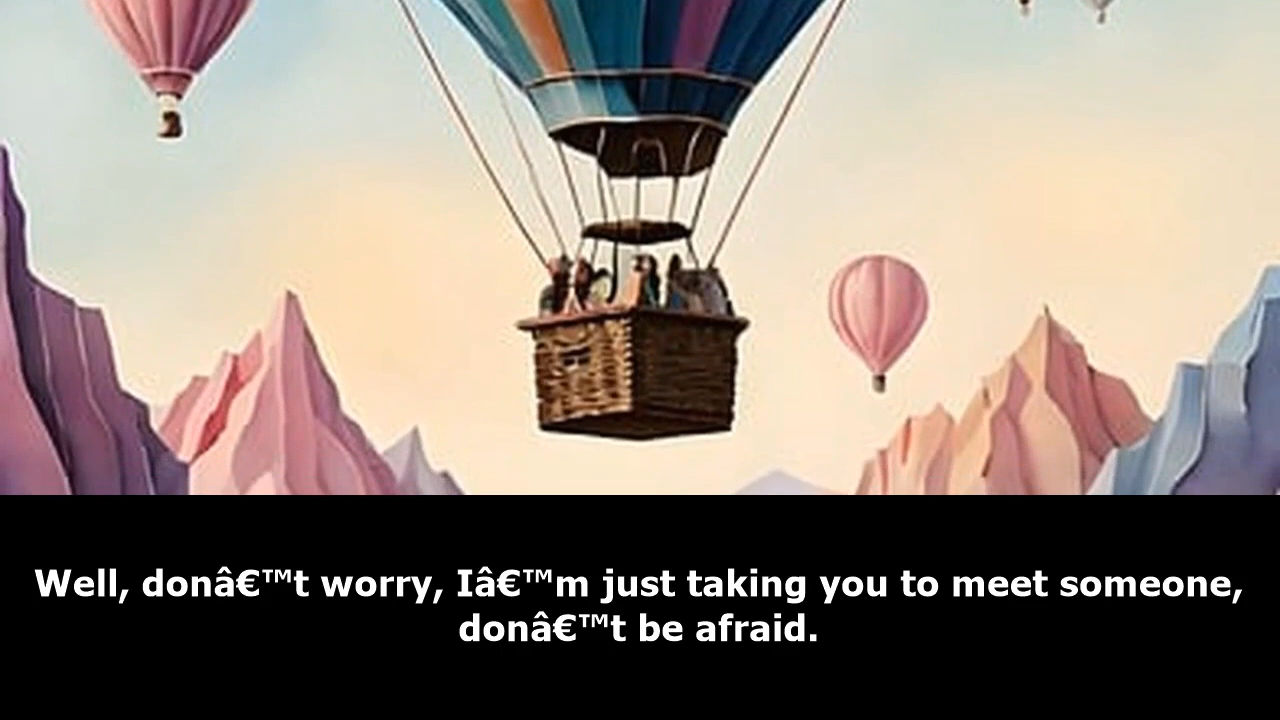 Well, donâ€™t worry, Iâ€™m just taking you to meet someone,
donâ€™t be afraid.